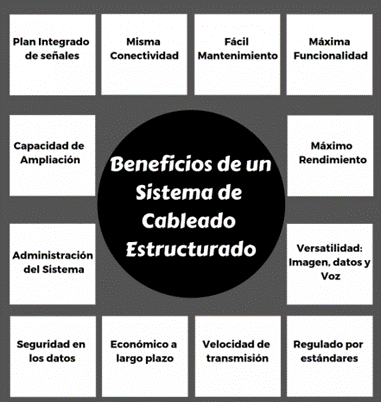 Plan Integrado
de señales
Misma
Conectividad
Fácil
Mantenimiento
Máxima
Funcionalidad
Capacidad de
Ampliación
Beneficios de un
Sistema de
Cableado
Estructurado
Máximo
Rendimiento
Administración
del Sistema
Versatilidad:
Imagen, datos y
Voz
Seguridad en
los datos
Económico a
largo plazo
Velocidad de
transmisión
Regulado por
estándares